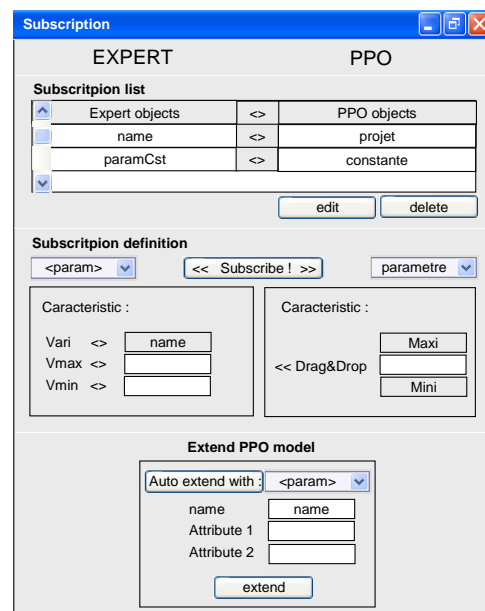 Subscription
EXPERT PPO
Subscritpion list
Expert objects <> PPO objects
name <> projet
paramCst <> constante
edit delete
Subscritpion definition
<param> << Subscribe ! >> parametre
Caracteristic : Caracteristic :
Vari <> name Maxi
Vmax <> << Drag&Drop
Vmin <> Mini
Extend PPO model
Auto extend with : <param>
name name
Attribute 1
Attribute 2
extend